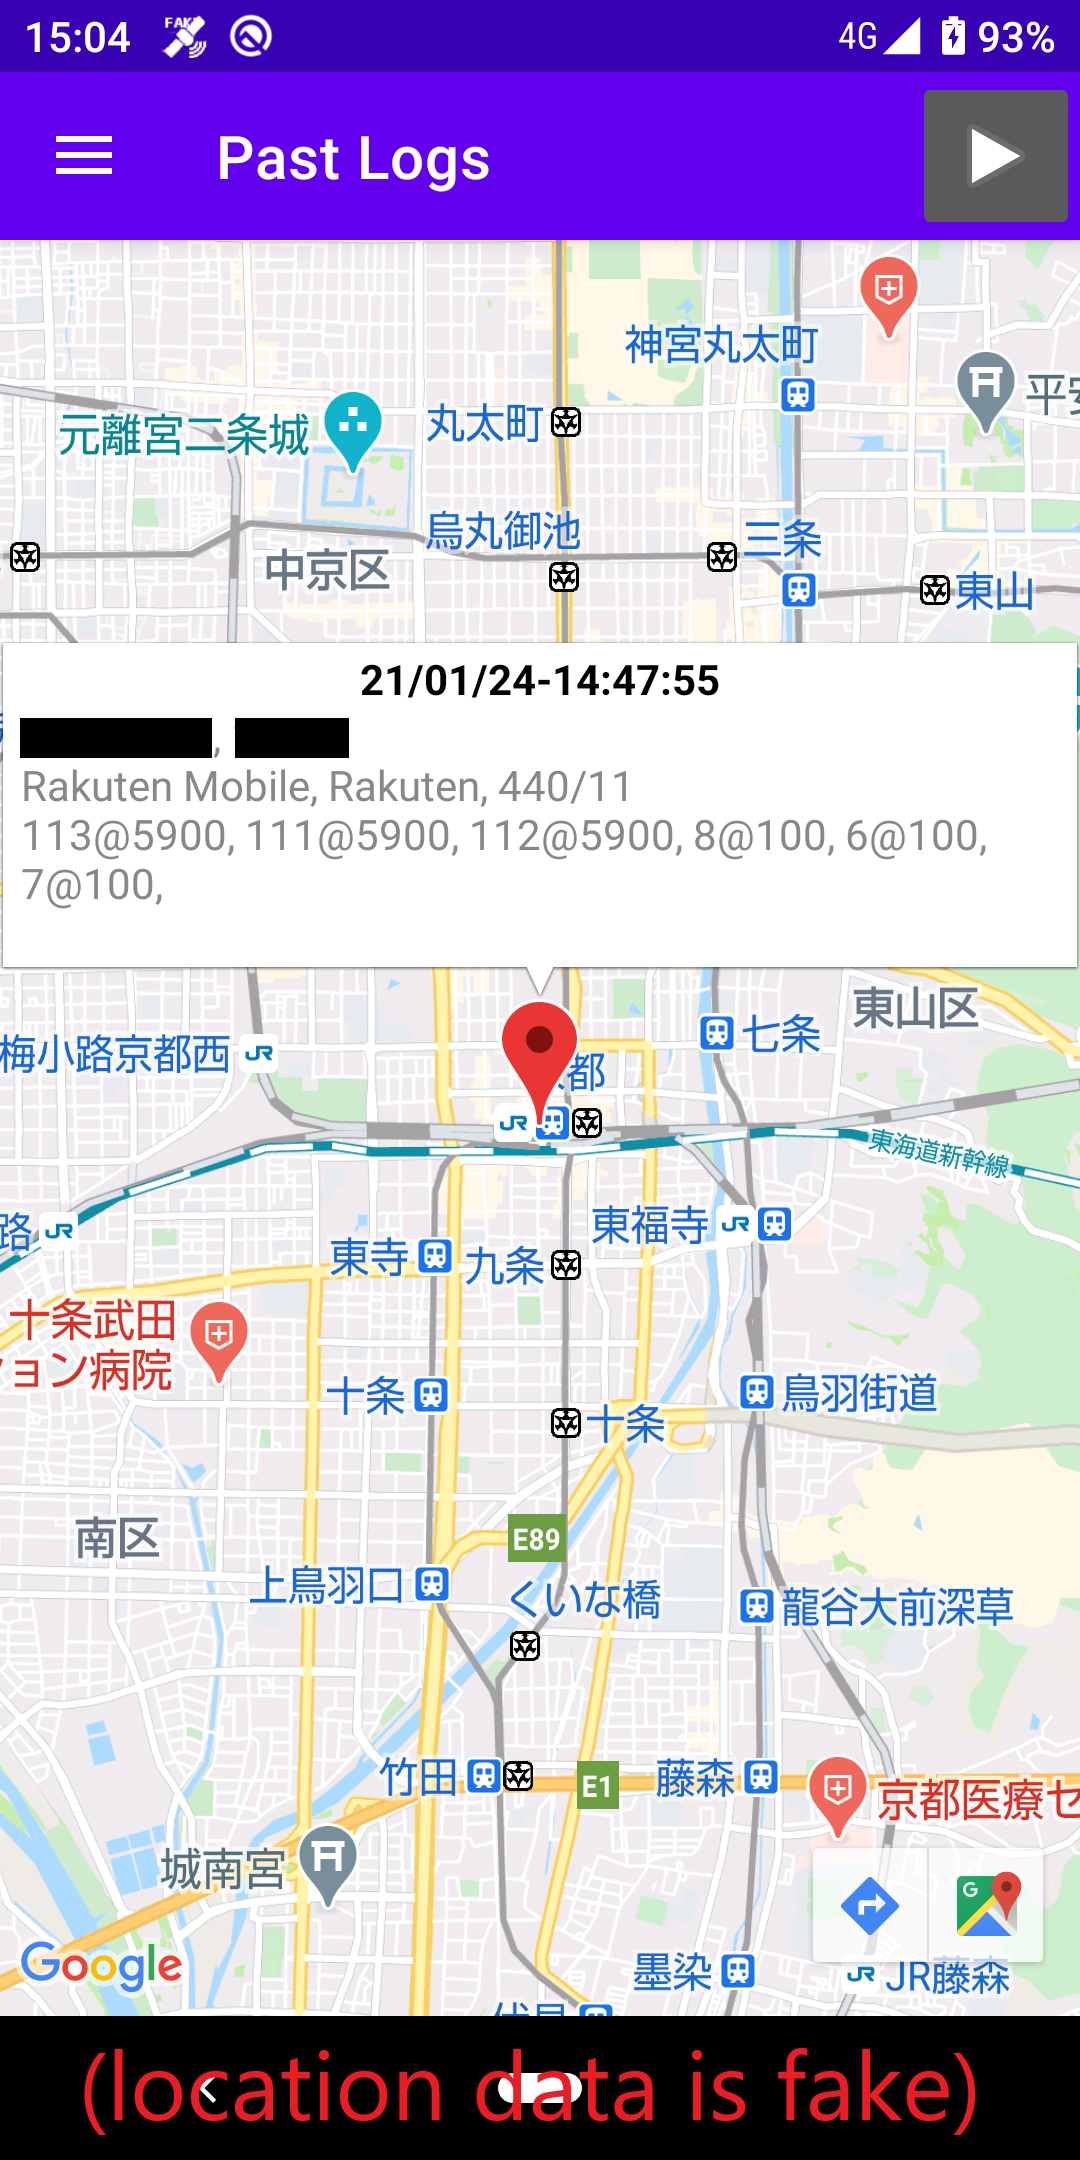 15:04 FAKE 4G 93%
Past Logs
神宮丸太町
平安
元離宮二条城
丸太町
烏丸御池
三条
中京区
東山
21/01/24-14:47:55
,
Rakuten Mobile, Rakuten, 440/11
113@5900, 111@5900, 112@5900, 8@100, 6@100,
7@100,
東山区
七条
梅小路京都西 JR
都
JR
東海道新幹線
路 JR
東福寺 JR
東寺
九条
十条武田
ション病院
十条
鳥羽街道
十条
南区
E89
上鳥羽口
くいな橋
龍谷大前深草
竹田
E1
藤森
京都医療セ
城南宮
G
Google
墨染
JR JR藤森
(location data is fake)